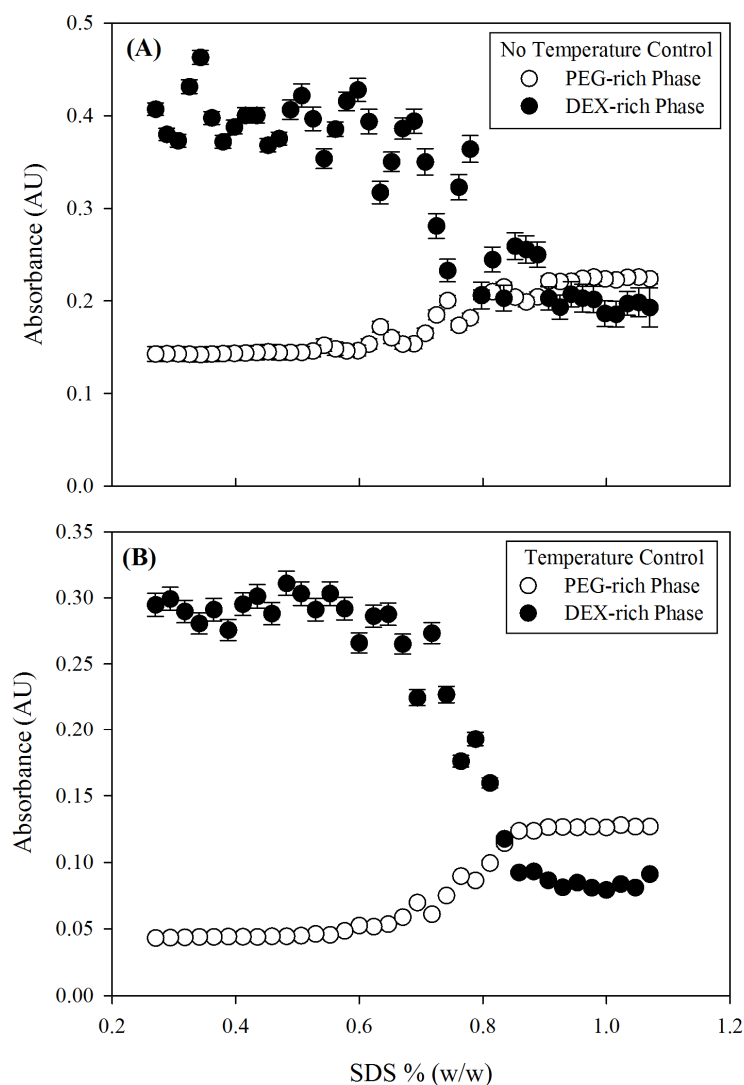 (A)
No Temperature Control
PEG-rich Phase
DEX-rich Phase
Absorbance (AU)
0.5
0.4
0.3
0.2
0.1
0.0
(B)
Temperature Control
PEG-rich Phase
DEX-rich Phase
Absorbance (AU)
0.35
0.30
0.25
0.20
0.15
0.10
0.05
0.00
0.2 0.4 0.6 0.8 1.0 1.2
SDS % (w/w)